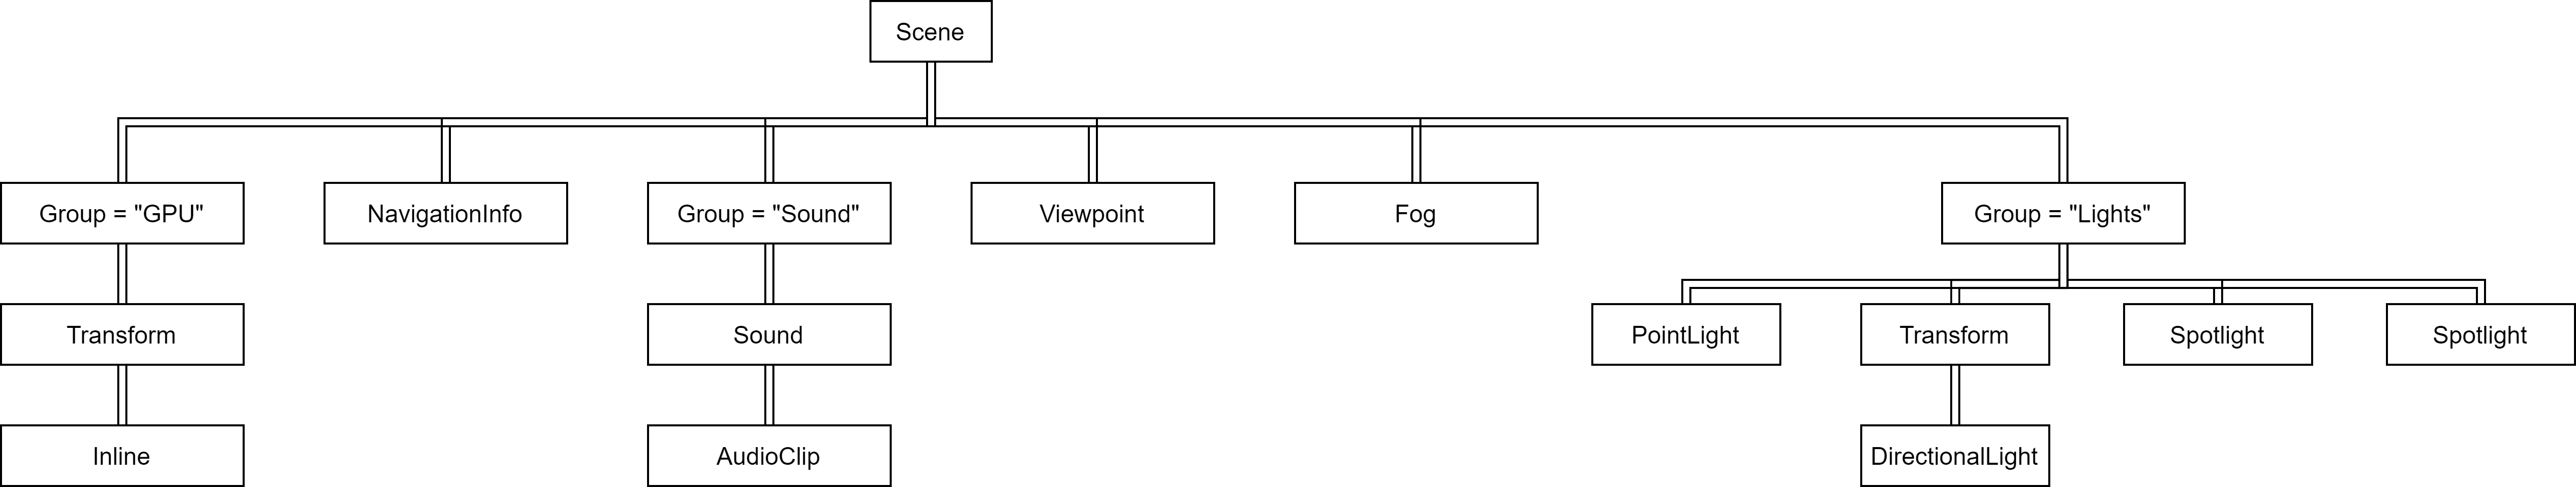 Scene
Group = "GPU"
NavigationInfo
Group = "Sound"
Viewpoint
Fog
Group = "Lights"
Transform
Sound
PointLight
Transform
Spotlight
Spotlight
Inline
AudioClip
DirectionalLight